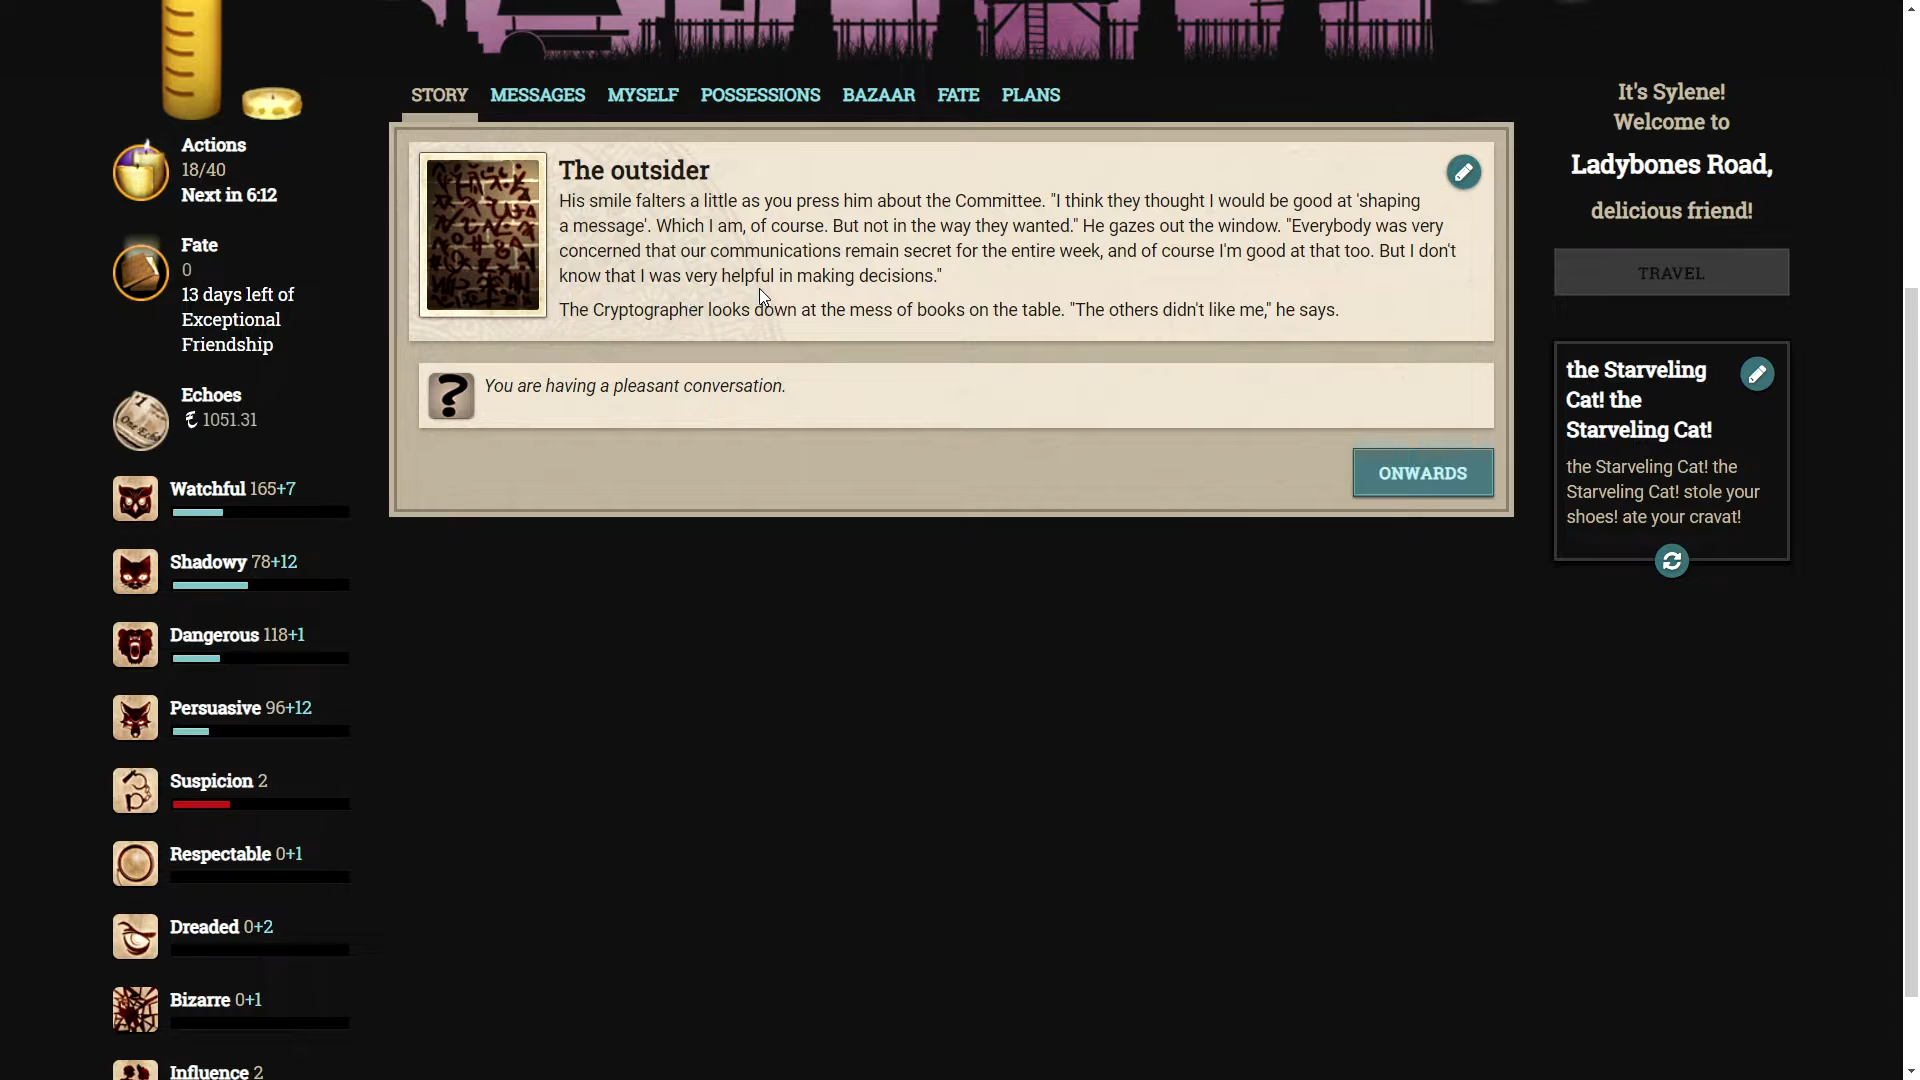 STORY MESSAGES MYSELF POSSESSIONS BAZAAR FATE PLANS
Actions
18/40
Next in 6:12
Fate
0
13 days left of
Exceptional
Friendship
Echoes
1051.31
Watchful 165+7
Shadowy 78+12
Dangerous 118+1
Persuasive 96+12
Suspicion 2
Respectable 0+1
Dreaded 0+2
Bizarre 0+1
Influence 2
The outsider
His smile falters a little as you press him about the Committee. "I think they thought I would be good at 'shaping
a message'. Which I am, of course. But not in the way they wanted." He gazes out the window. "Everybody was very
concerned that our communications remain secret for the entire week, and of course I'm good at that too. But I don't
know that I was very helpful in making decisions."
The Cryptographer looks down at the mess of books on the table. "The others didn't like me," he says.
You are having a pleasant conversation.
ONWARDS
It's Sylene!
Welcome to
Ladybones Road,
delicious friend!
TRAVEL
the Starveling
Cat! the
Starveling Cat!
the Starveling Cat! the
Starveling Cat! stole your
shoes! ate your cravat!